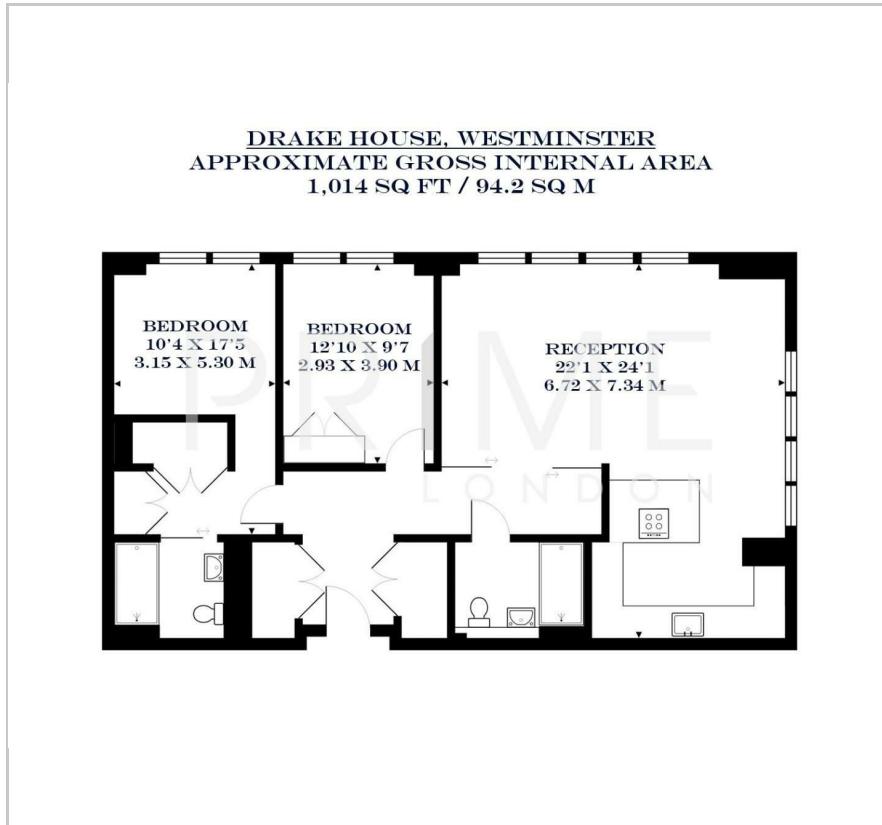 DRAKE HOUSE, WESTMINSTER
APPROXIMATE GROSS INTERNAL AREA
1,014 SQ FT / 94.2 SQ M
BEDROOM
10'4 X 17'5
3.15 X 5.30 M
BEDROOM
12'10 X 9'7
2.93 X 3.90 M
RECEPTION
22'1 X 24'1
6.72 X 7.34 M
PRIME
LONDON